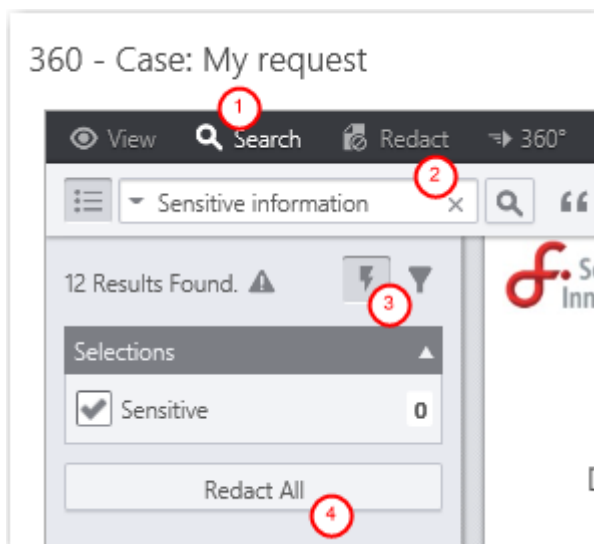 360 - Case: My request
1
View Search Redact 360°
2
Sensitive information
12 Results Found.
3
Selections
Sensitive 0
Redact All
4